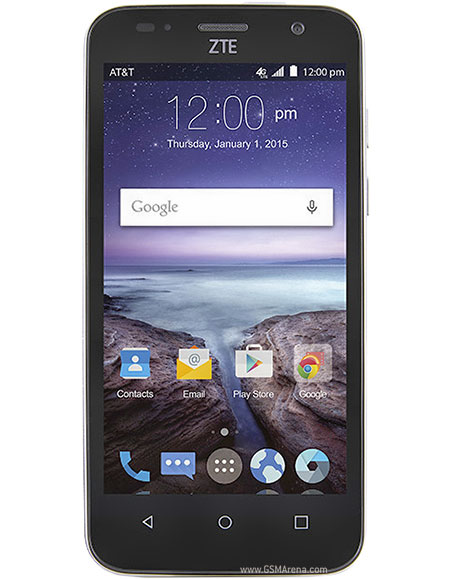 ZTE
AT&T 4G LTE 12:00 pm
12:00 pm
Thursday, January 1, 2015
Google
@
Contacts Email Play Store Google
www.GSMArena.com